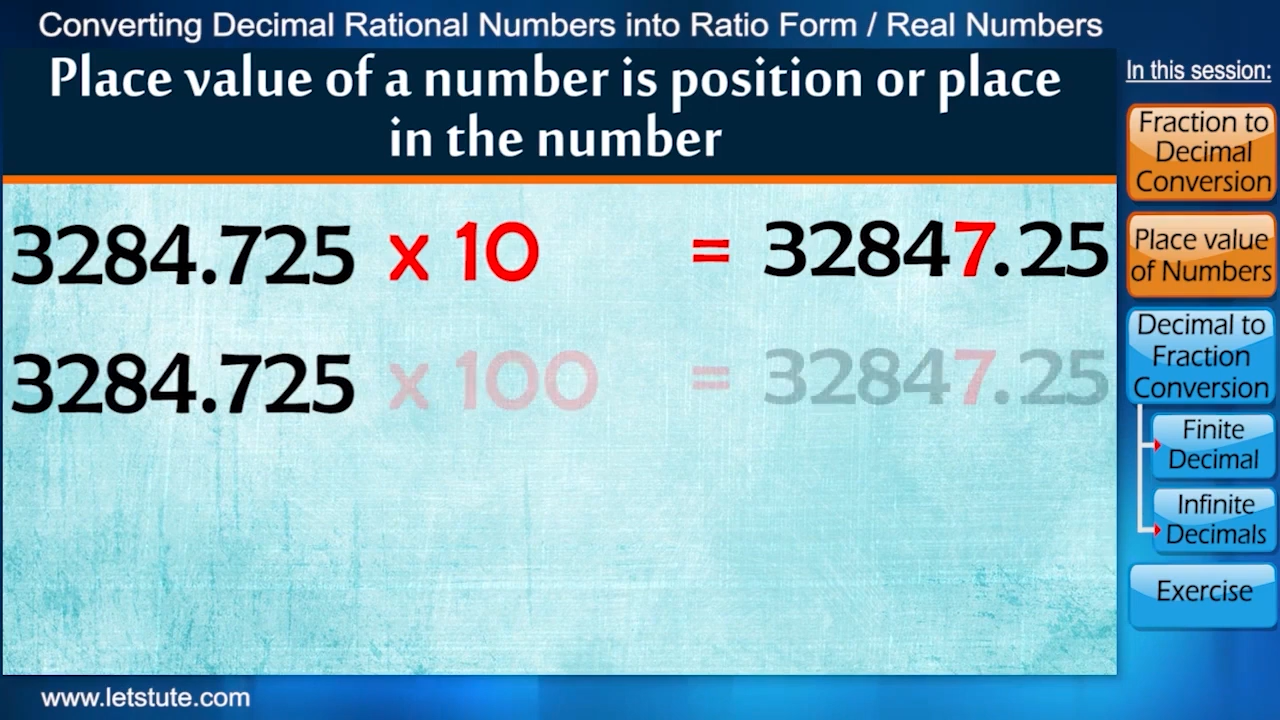 Converting Decimal Rational Numbers into Ratio Form / Real Numbers
Place value of a number is position or place
in the number
3284.725 x 10 = 32847.25
3284.725 x 100 = 32847.25
In this session:
Fraction to
Decimal
Conversion
Place value
of Numbers
Decimal to
Fraction
Conversion
Finite
Decimal
Infinite
Decimals
Exercise
www.letstute.com